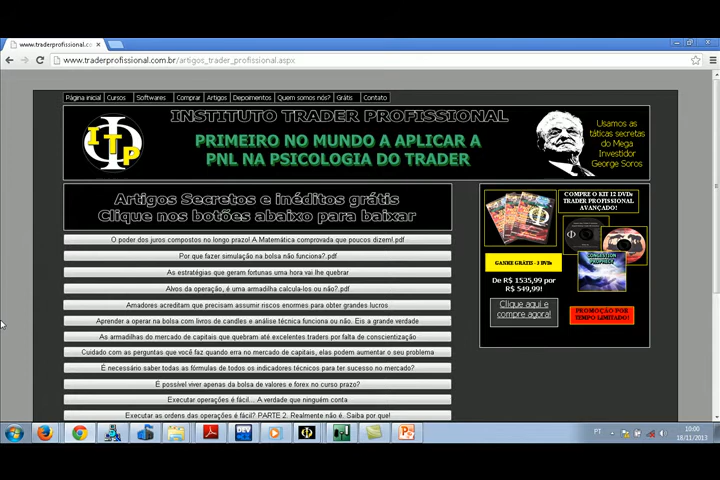 www.traderprofissional.co
www.traderprofissional.com.br/artigos_trader_profissional.aspx
Página inicial Cursos Softwares Comprar Artigos Depoimentos Quem somos nós? Grátis Contato
ITP
INSTITUTO TRADER PROFISSIONAL
PRIMEIRO NO MUNDO A APLICAR A
PNL NA PSICOLOGIA DO TRADER
Usamos as
táticas secretas
do Mega
Investidor
George Soros
Artigos Secretos e inéditos grátis
Clique nos botões abaixo para baixar
O poder dos juros compostos no longo prazo! A Matemática comprovada que poucos dizem!.pdf
Por que fazer simulação na bolsa não funciona?.pdf
As estratégias que geram fortunas uma hora vai lhe quebrar
Alvos da operação, é uma armadilha calcula-los ou não?.pdf
Amadores acreditam que precisam assumir riscos enormes para obter grandes lucros
Aprender a operar na bolsa com livros de candles e análise técnica funciona ou não. Eis a grande verdade
As armadilhas do mercado de capitais que quebram até excelentes traders por falta de conscientização
Cuidado com as perguntas que você faz quando erra no mercado de capitais, elas podem aumentar o seu problema
É necessário saber todas as fórmulas de todos os indicadores técnicos para ter sucesso no mercado?
É possível viver apenas da bolsa de valores e forex no curso prazo?
Executar operações é fácil... A verdade que ninguém conta
Executar as ordens das operações é fácil? PARTE 2. Realmente não é. Saiba por que!
COMPRE O KIT 12 DVDs
TRADER PROFISSIONAL
AVANÇADO!
CONGESTION
PROPHECY
GANHE GRÁTIS - 3 DVDs
De R$ 1535,99 por
R$ 549,99!
Clique aqui e
compre agora!
PROMOÇÃO POR
TEMPO LIMITADO!
DEV
PT
10:00
18/11/2013